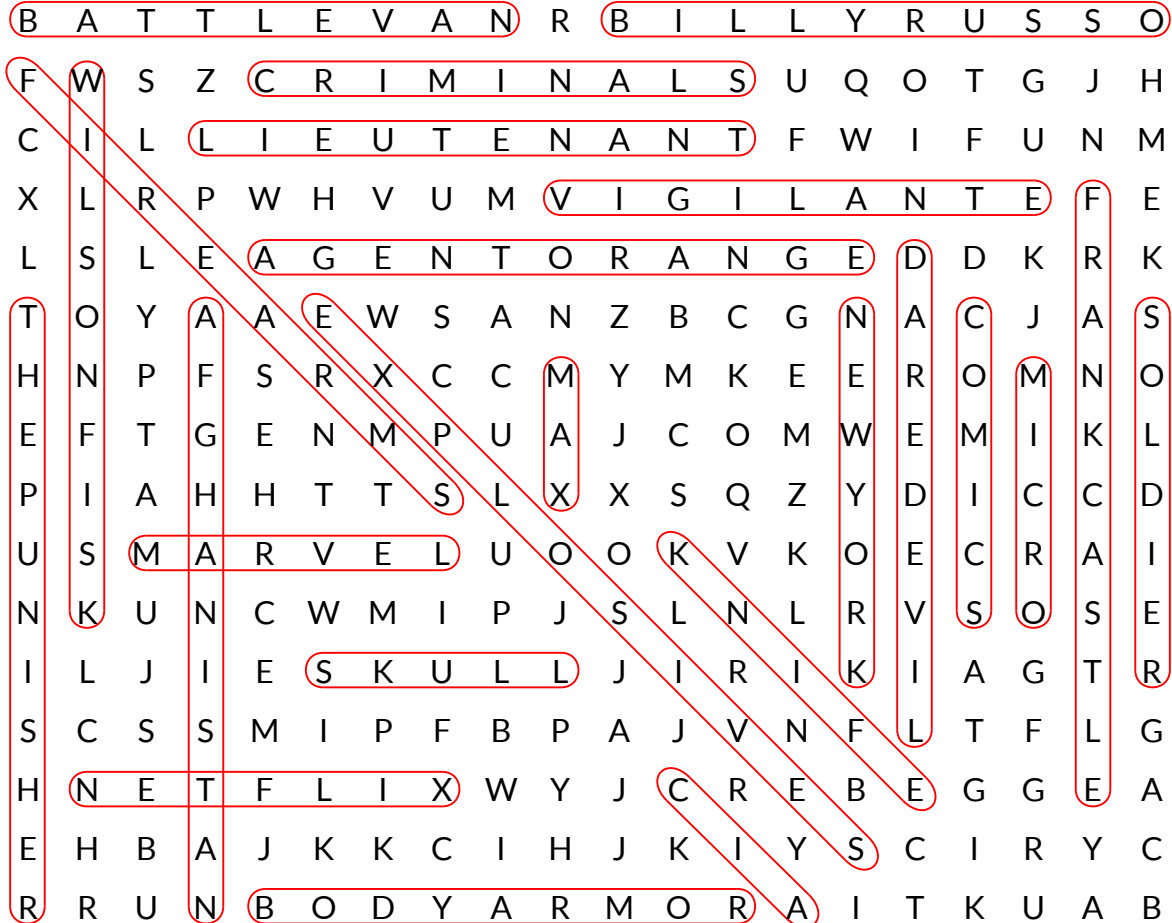 B A T T L E V A N R B I L L Y R U S S O
F W S Z C R I M I N A L S U Q O T G J H
C I L L I E U T E N A N T F W I F U N M
X L R P W H V U M V I G I L A N T E F E
L S L E A G E N T O R A N G E D D K R K
T O Y A A E W S A N Z B C G N A C J A S
H N P F S R X C C M Y M K E E R O M N O
E F T G E N M P U A J C O M W E M I K L
P I A H H T T S L X X S Q Z Y D I C C D
U S M A R V E L U O O K V K O E C R A I
N K U N C W M I P J S L N L R V S O S E
I L J I E S K U L L J I R I K I A G T R
S C S S M I P F B P A J V N F L T F L G
H N E T F L I X W Y J C R E B E G G E A
E H B A J K K C I H J K I Y S C I R Y C
R R U N B O D Y A R M O R A I T K U A B